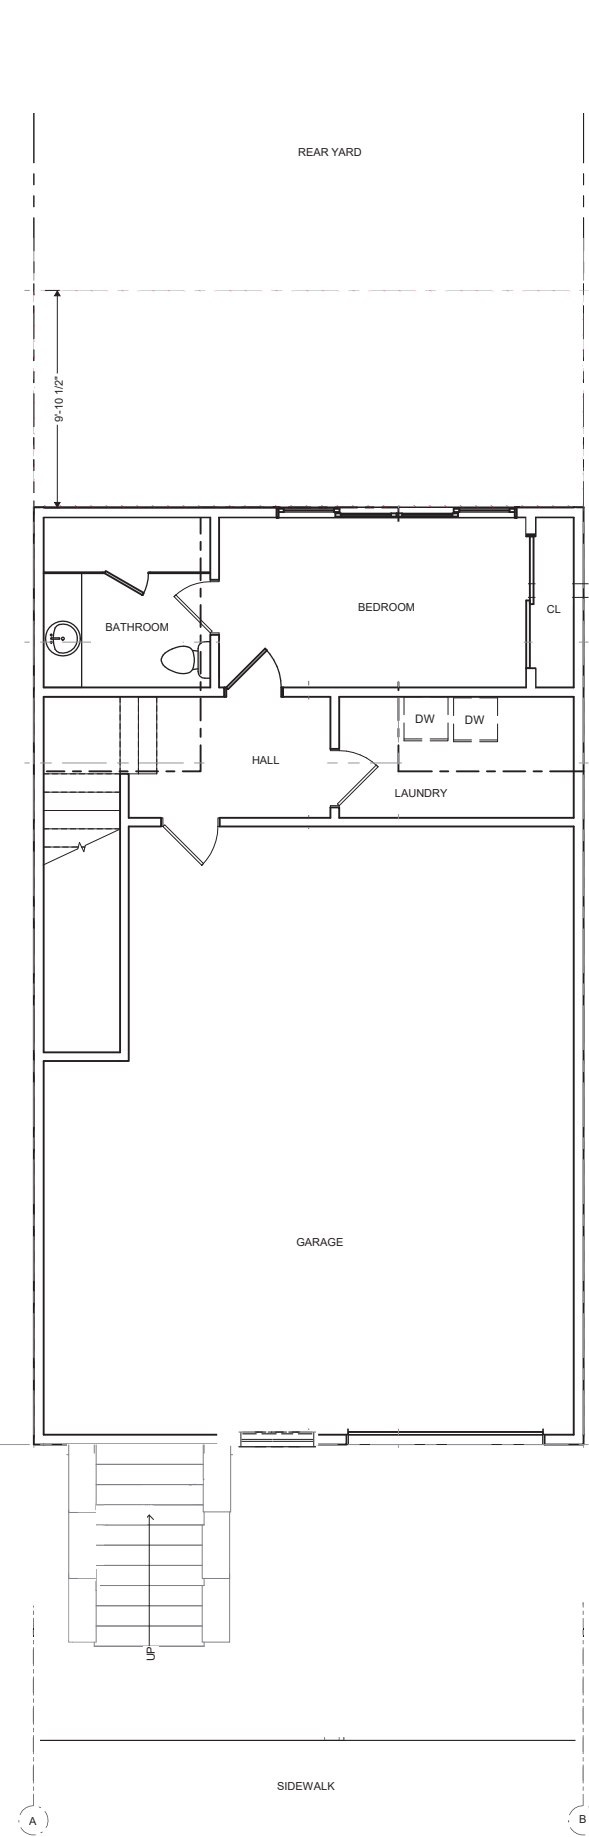 REAR YARD
9'-10 1/2"
BEDROOM
CL
BATHROOM
DW
DW
HALL
LAUNDRY
GARAGE
UP
SIDEWALK
A
B